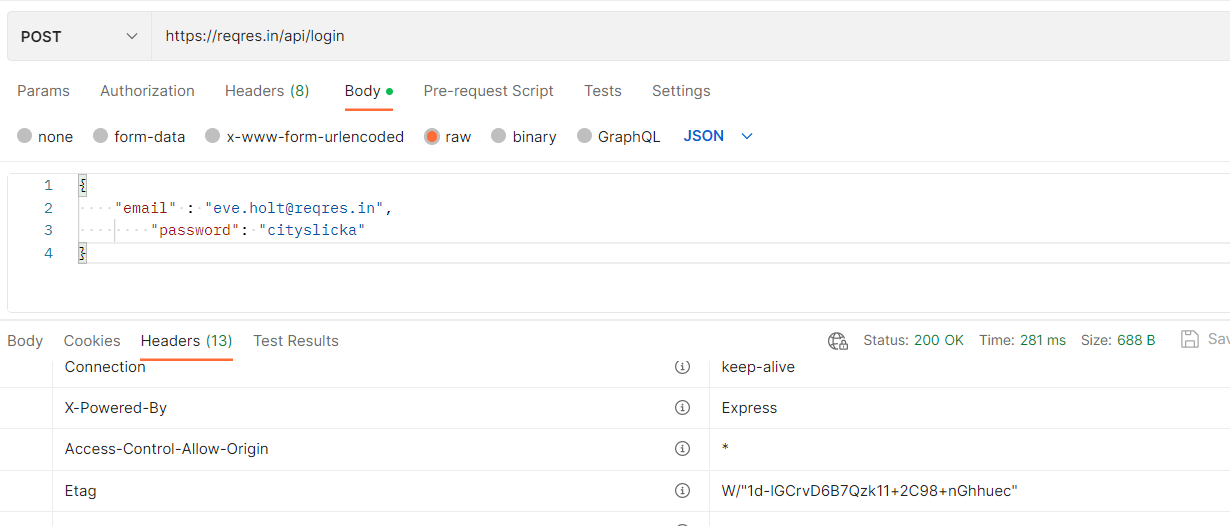 POST https://reqres.in/api/login
Params Authorization Headers (8) Body Pre-request Script Tests Settings
none form-data x-www-form-urlencoded raw binary GraphQL JSON
1 {
2 "email" : "eve.holt@reqres.in",
3 "password": "cityslicka"
4 }
Body Cookies Headers (13) Test Results Status: 200 OK Time: 281 ms Size: 688 B Sav
Connection keep-alive
X-Powered-By Express
Access-Control-Allow-Origin *
Etag W/"1d-lGCrvD6B7Qzk11+2C98+nGhhuec"